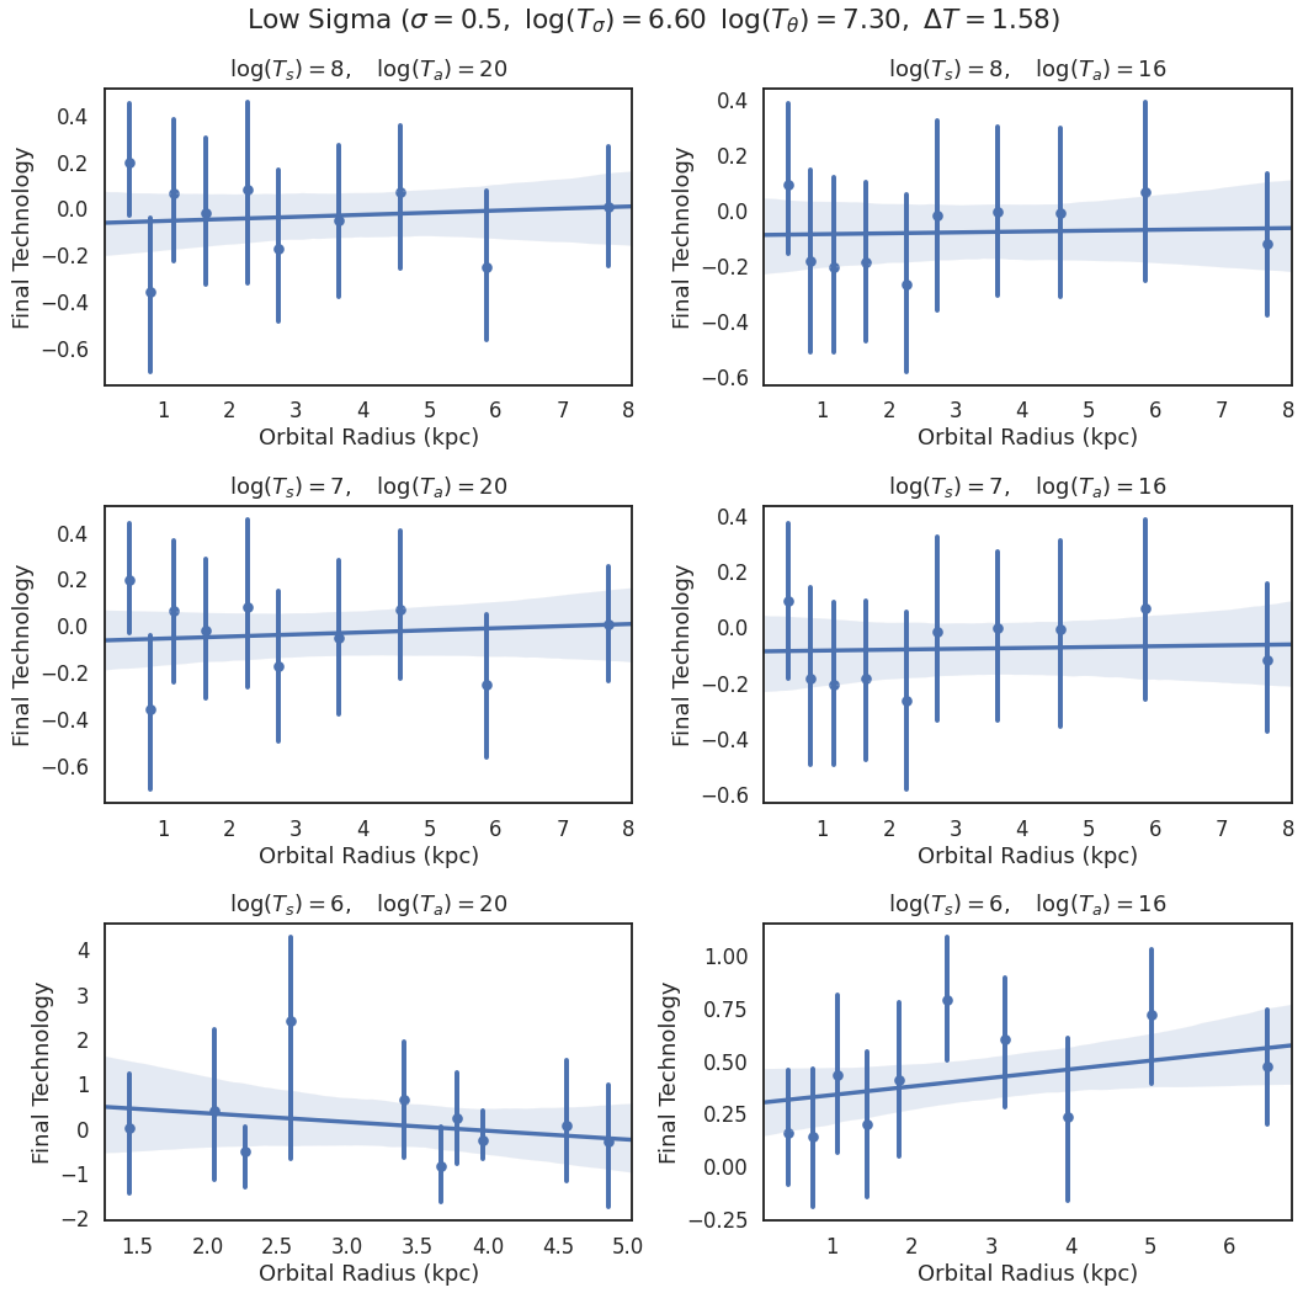 Low Sigma (σ = 0.5, log(T_σ) = 6.60 log(T_θ) = 7.30, ΔT = 1.58)
log(T_s) = 8, log(T_a) = 20
Final Technology
0.4
0.2
0.0
−0.2
−0.4
−0.6
1 2 3 4 5 6 7 8
Orbital Radius (kpc)
log(T_s) = 8, log(T_a) = 16
Final Technology
0.4
0.2
0.0
−0.2
−0.4
−0.6
1 2 3 4 5 6 7 8
Orbital Radius (kpc)
log(T_s) = 7, log(T_a) = 20
Final Technology
0.4
0.2
0.0
−0.2
−0.4
−0.6
1 2 3 4 5 6 7 8
Orbital Radius (kpc)
log(T_s) = 7, log(T_a) = 16
Final Technology
0.4
0.2
0.0
−0.2
−0.4
−0.6
1 2 3 4 5 6 7 8
Orbital Radius (kpc)
log(T_s) = 6, log(T_a) = 20
Final Technology
4
3
2
1
0
−1
−2
1.5 2.0 2.5 3.0 3.5 4.0 4.5 5.0
Orbital Radius (kpc)
log(T_s) = 6, log(T_a) = 16
Final Technology
1.00
0.75
0.50
0.25
0.00
−0.25
1 2 3 4 5 6
Orbital Radius (kpc)